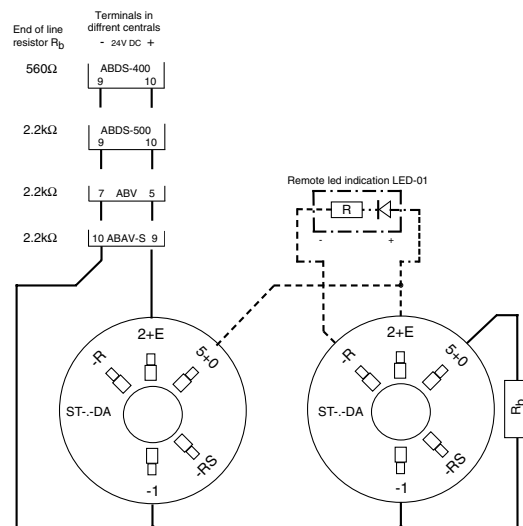 Terminals in
diffrent centrals
End of line
resistor Rb
- 24V DC +
560Ω
ABDS-400
9 10
2.2kΩ
ABDS-500
9 10
2.2kΩ
7 ABV 5
2.2kΩ
10 ABAV-S 9
Remote led indication LED-01
R
- +
2+E
-R
5+0
ST-.-DA
-RS
-1
2+E
-R
5+0
ST-.-DA
-RS
-1
Rb